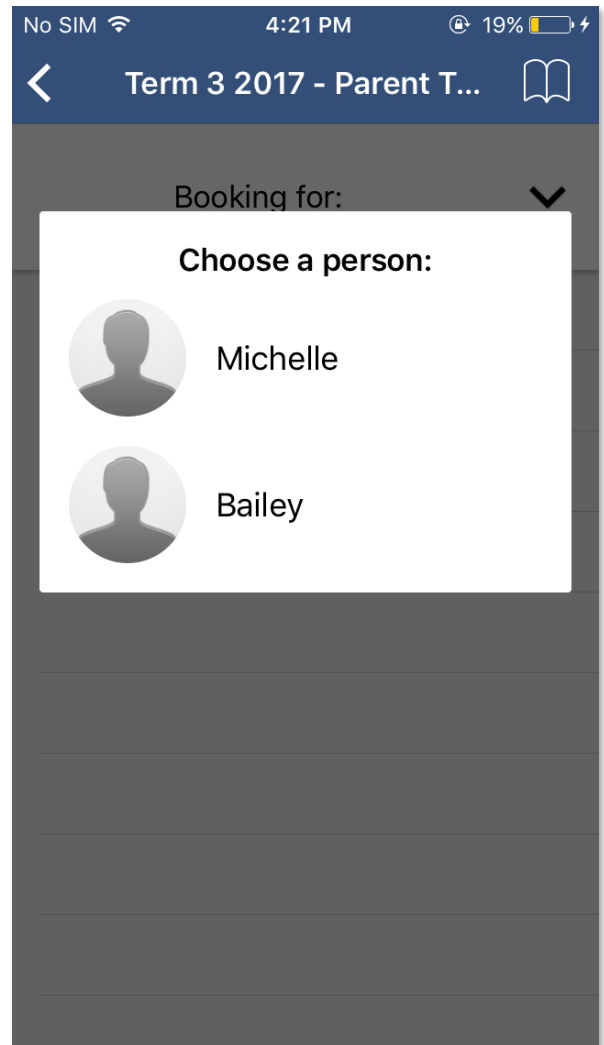 No SIM 4:21 PM 19%
Term 3 2017 - Parent T...
Booking for:
Choose a person:
Michelle
Bailey